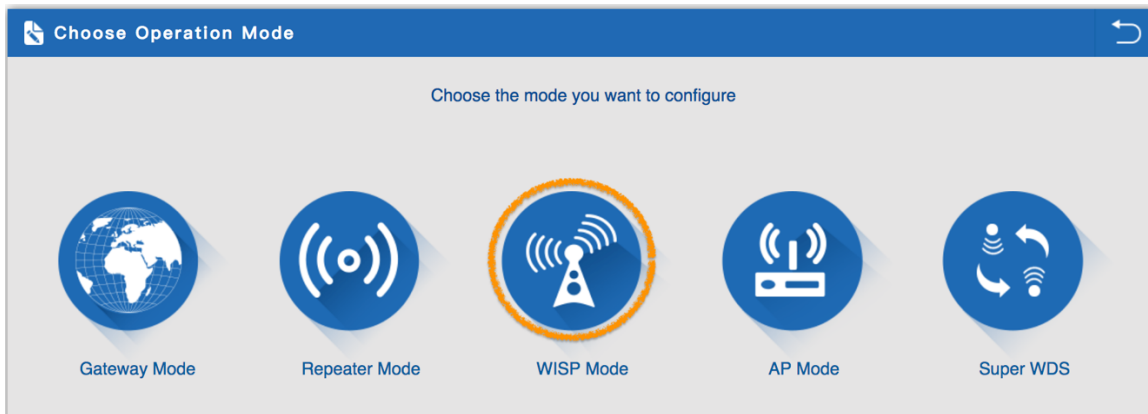 Choose Operation Mode
Choose the mode you want to configure
Gateway Mode
Repeater Mode
WISP Mode
AP Mode
Super WDS